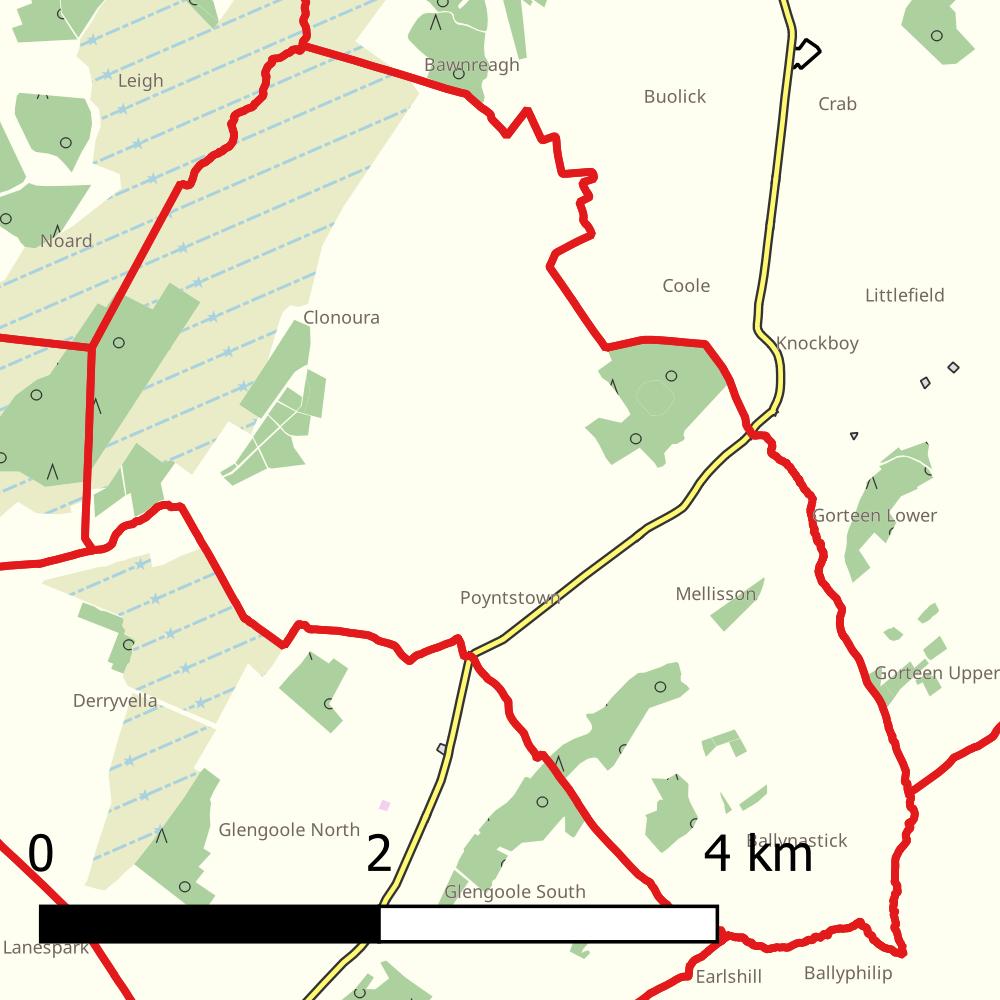 Bawnreagh
Leigh
Buolick
Crab
Noard
Coole
Littlefield
Clonoura
Knockboy
Gorteen Lower
Poyntstown
Mellisson
Gorteen Upper
Derryvella
Glengoole North
Ballynastick
0 2 4 km
Glengoole South
Lanespark
Earlshill
Ballyphilip